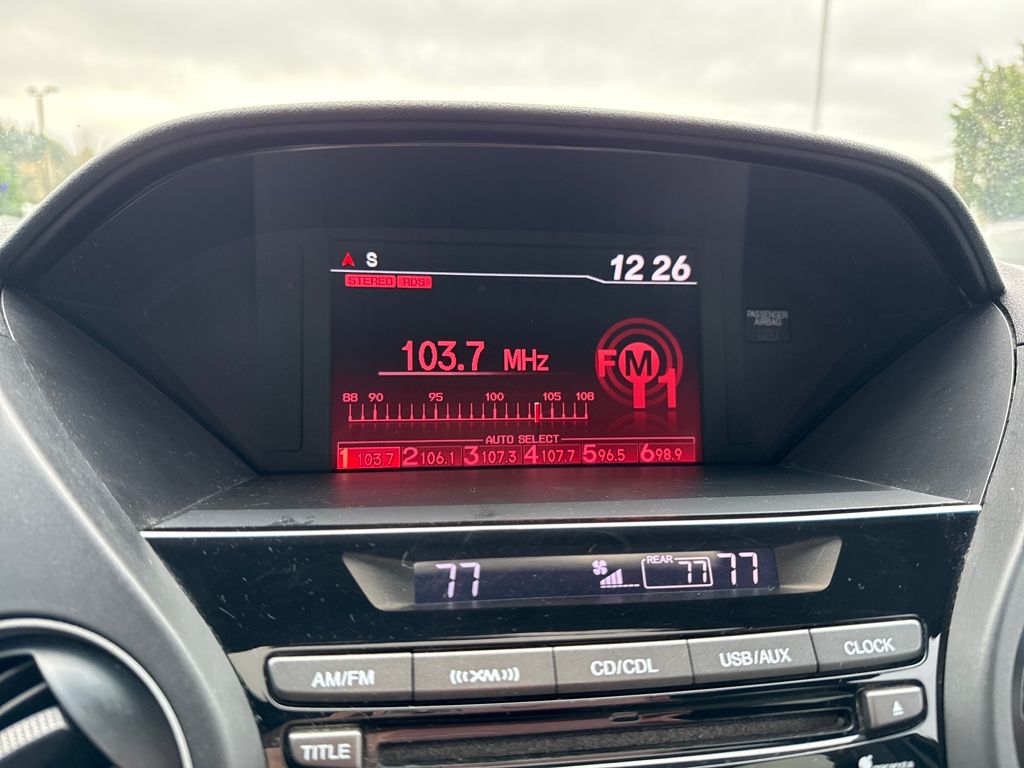 S 12 26
STEREO RDS
PASSENGER
AIRBAG
103.7 MHz
FM1
88 90 95 100 105 108
AUTO SELECT
1 103.7 2 106.1 3 107.3 4 107.7 5 96.5 6 98.9
77 REAR 77 77
AM/FM XM CD/CDL USB/AUX CLOCK
TITLE